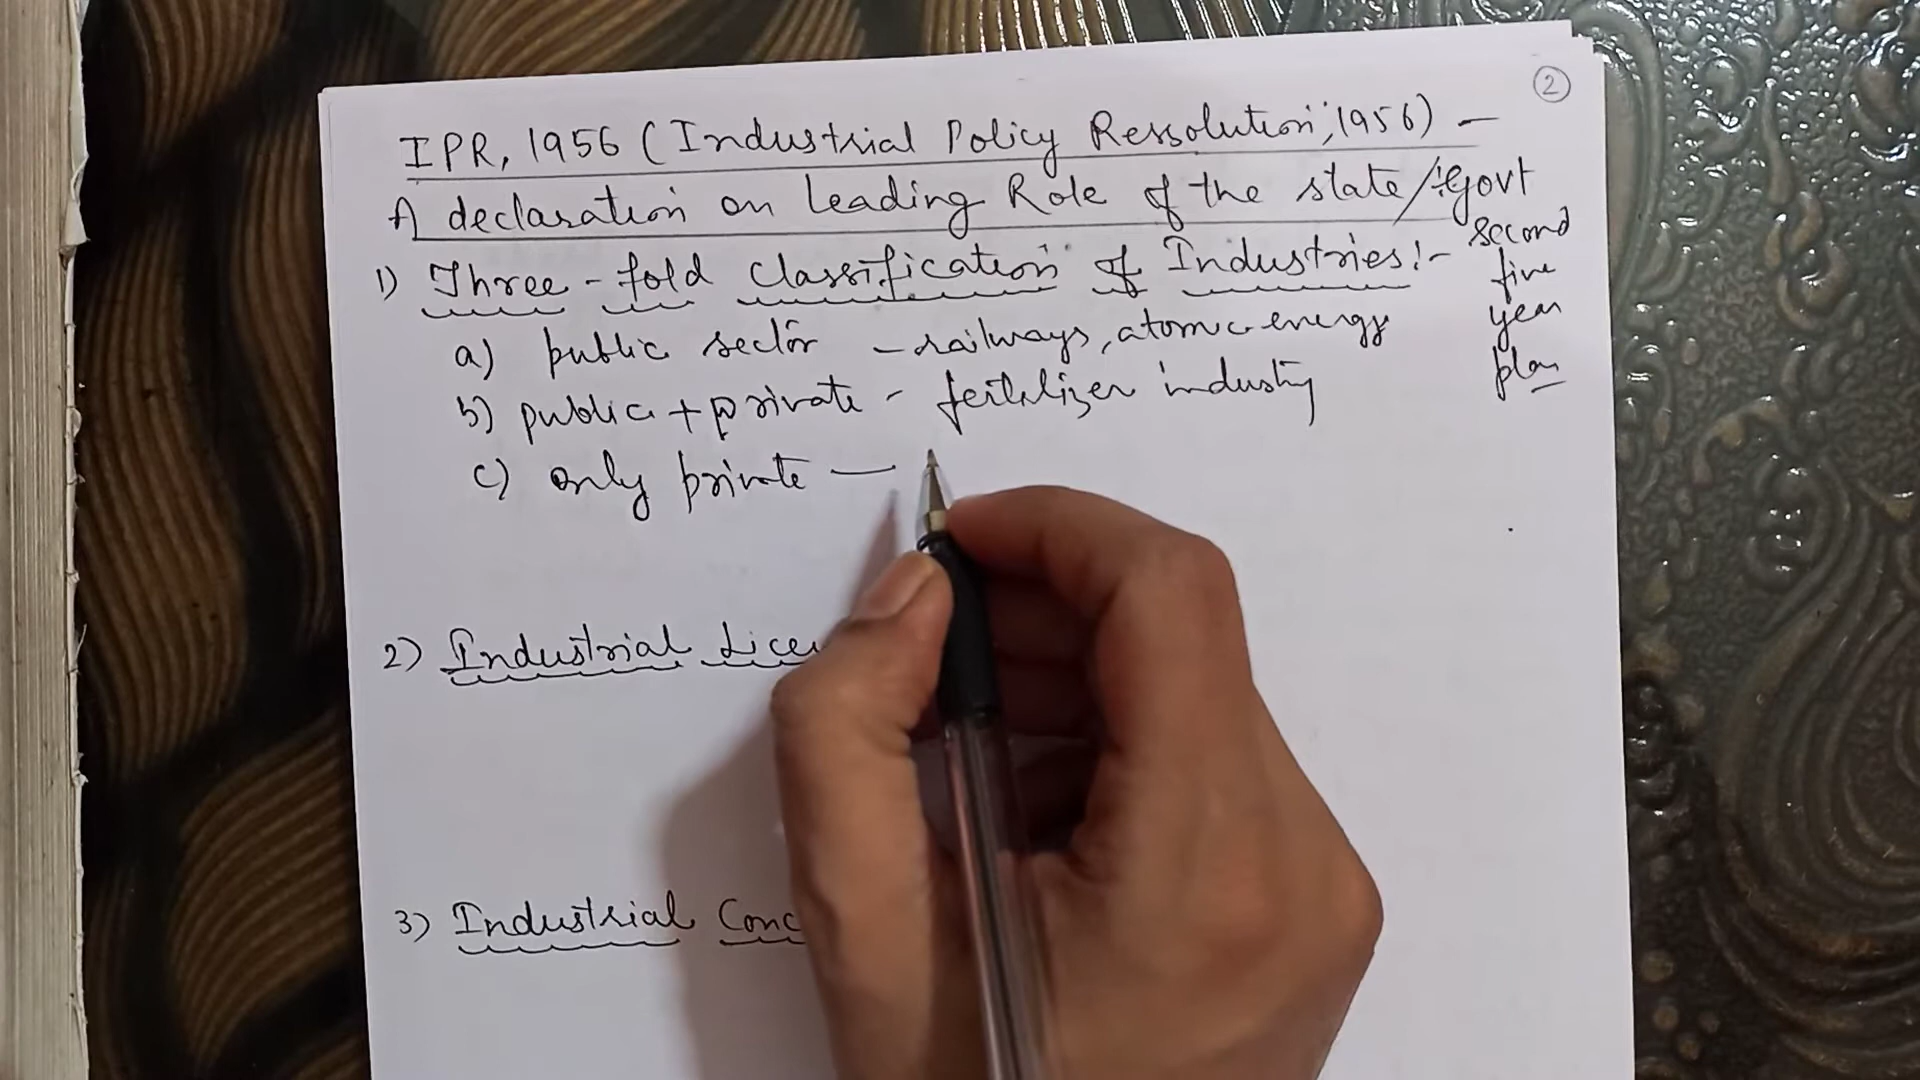 2
IPR, 1956 (Industrial Policy Ressolution, 1956) -
A declaration on Leading Role of the state/Govt
1) Three-fold Classification of Industries:-
second
five
year
plan
a) public sector - railways, atomic energy
b) public + private - fertilizer industry
c) only private —
2) Industrial Lice
3) Industrial Conc